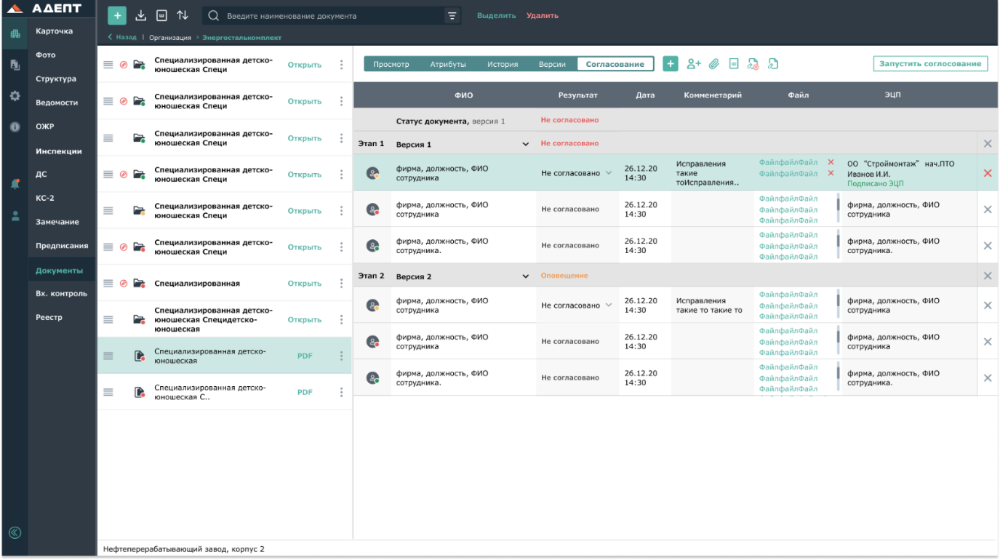 АДЕПТ
Введите наименование документа
Выделить Удалить
Назад | Организация > Энергосталькомплект
Карточка
Фото
Структура
Ведомости
ОЖР
Инспекции
ДС
КС-2
Замечание
Предписания
Документы
Вх. контроль
Реестр
Специализированная детско-
юношеская Специ
Открыть
Специализированная детско-
юношеская Специ
Открыть
Специализированная детско-
юношеская Специ
Открыть
Специализированная детско-
юношеская Специ
Открыть
Специализированная детско-
юношеская Специ
Открыть
Специализированная детско-
юношеская Специ
Открыть
Специализированная
Открыть
Специализированная детско-
юношеская Специдетско-
юношеская
Открыть
Специализированная детско-
юношеская
PDF
Специализированная детско-
юношеская С..
PDF
Просмотр Атрибуты История Версии Согласование
Запустить соглосование
ФИО Результат Дата Комменетарий Файл ЭЦП
Статус документа, версия 1 Не согласовано
Этап 1 Версия 1 Не согласовано
фирма, должность, ФИО
сотрудника
Не согласовано
26.12.20
14:30
Исправления
такие
тоИсправления..
ФайлфайлФайл
ФайлфайлФайл
ОО “Строймонтаж” нач.ПТО
Иванов И.И.
Подписано ЭЦП
фирма, должность, ФИО
сотрудника
Не согласовано
26.12.20
14:30
ФайлфайлФайл
ФайлфайлФайл
ФайлфайлФайл
фирма, должность, ФИО
сотрудника
фирма, должность, ФИО
сотрудника.
Не согласовано
26.12.20
14:30
ФайлфайлФайл
ФайлфайлФайл
ФайлфайлФайл
фирма, должность, ФИО
сотрудника.
Этап 2 Версия 2 Оповещение
фирма, должность, ФИО
сотрудника
Не согласовано
26.12.20
14:30
Исправления
такие то такие то
ФайлфайлФайл
ФайлфайлФайл
ФайлфайлФайл
фирма, должность, ФИО
сотрудника
фирма, должность, ФИО
сотрудника
Не согласовано
26.12.20
14:30
ФайлфайлФайл
ФайлфайлФайл
ФайлфайлФайл
фирма, должность, ФИО
сотрудника
фирма, должность, ФИО
сотрудника.
Не согласовано
26.12.20
14:30
ФайлфайлФайл
ФайлфайлФайл
ФайлфайлФайл
фирма, должность, ФИО
сотрудника.
Нефтеперерабатывающий завод, корпус 2